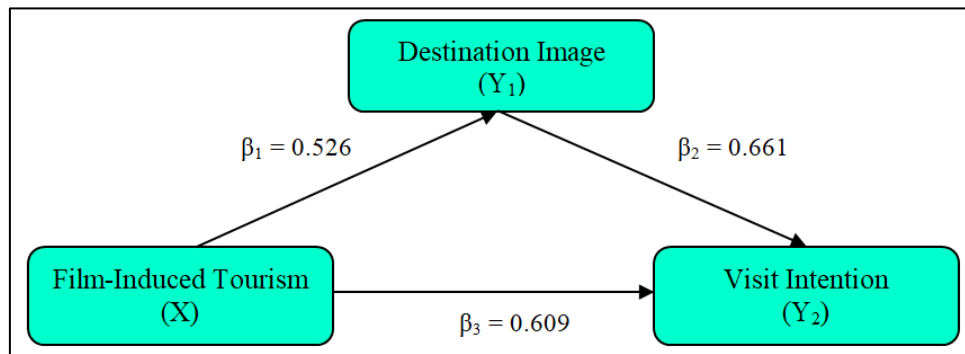 Destination Image
(Y₁)
β₁ = 0.526
β₂ = 0.661
Film-Induced Tourism
(X)
β₃ = 0.609
Visit Intention
(Y₂)